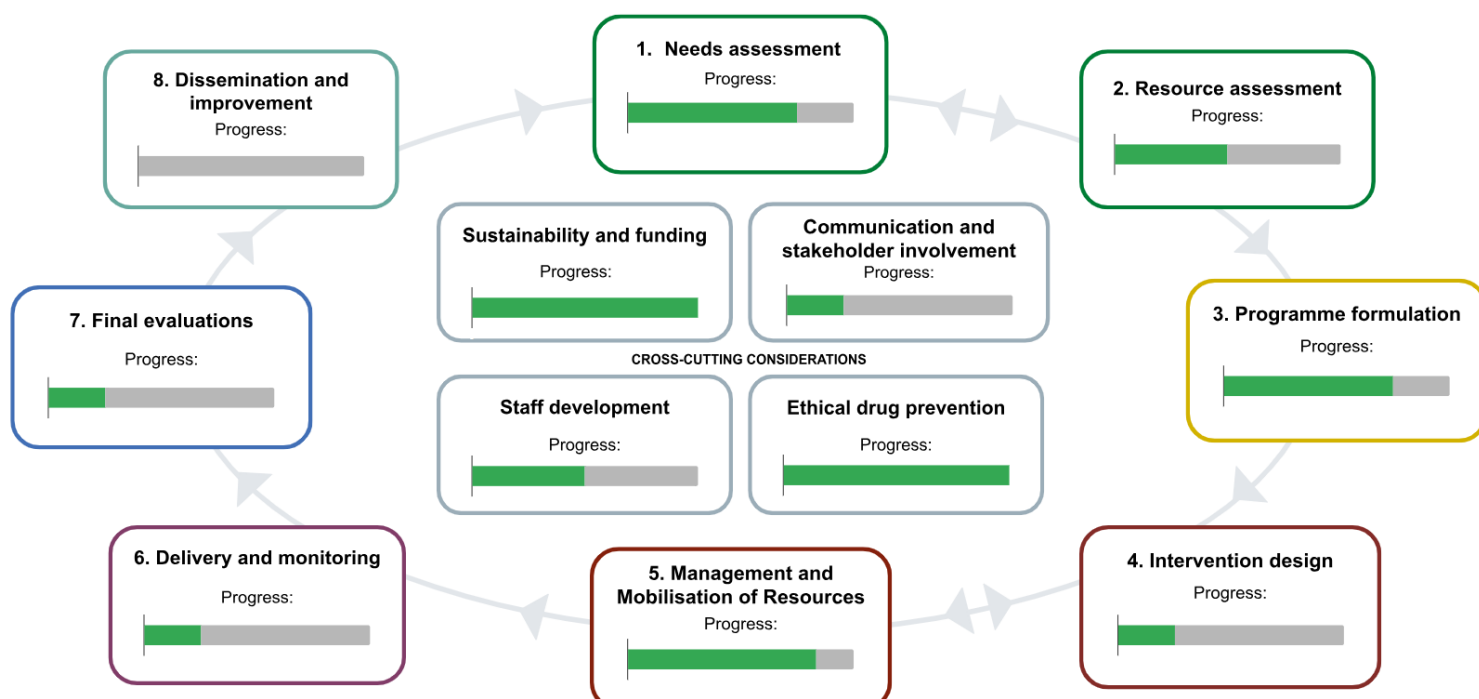 1. Needs assessment
Progress:
2. Resource assessment
Progress:
3. Programme formulation
Progress:
4. Intervention design
Progress:
5. Management and
Mobilisation of Resources
Progress:
6. Delivery and monitoring
Progress:
7. Final evaluations
Progress:
8. Dissemination and
improvement
Progress:
Sustainability and funding
Progress:
Communication and
stakeholder involvement
Progress:
CROSS-CUTTING CONSIDERATIONS
Staff development
Progress:
Ethical drug prevention
Progress: